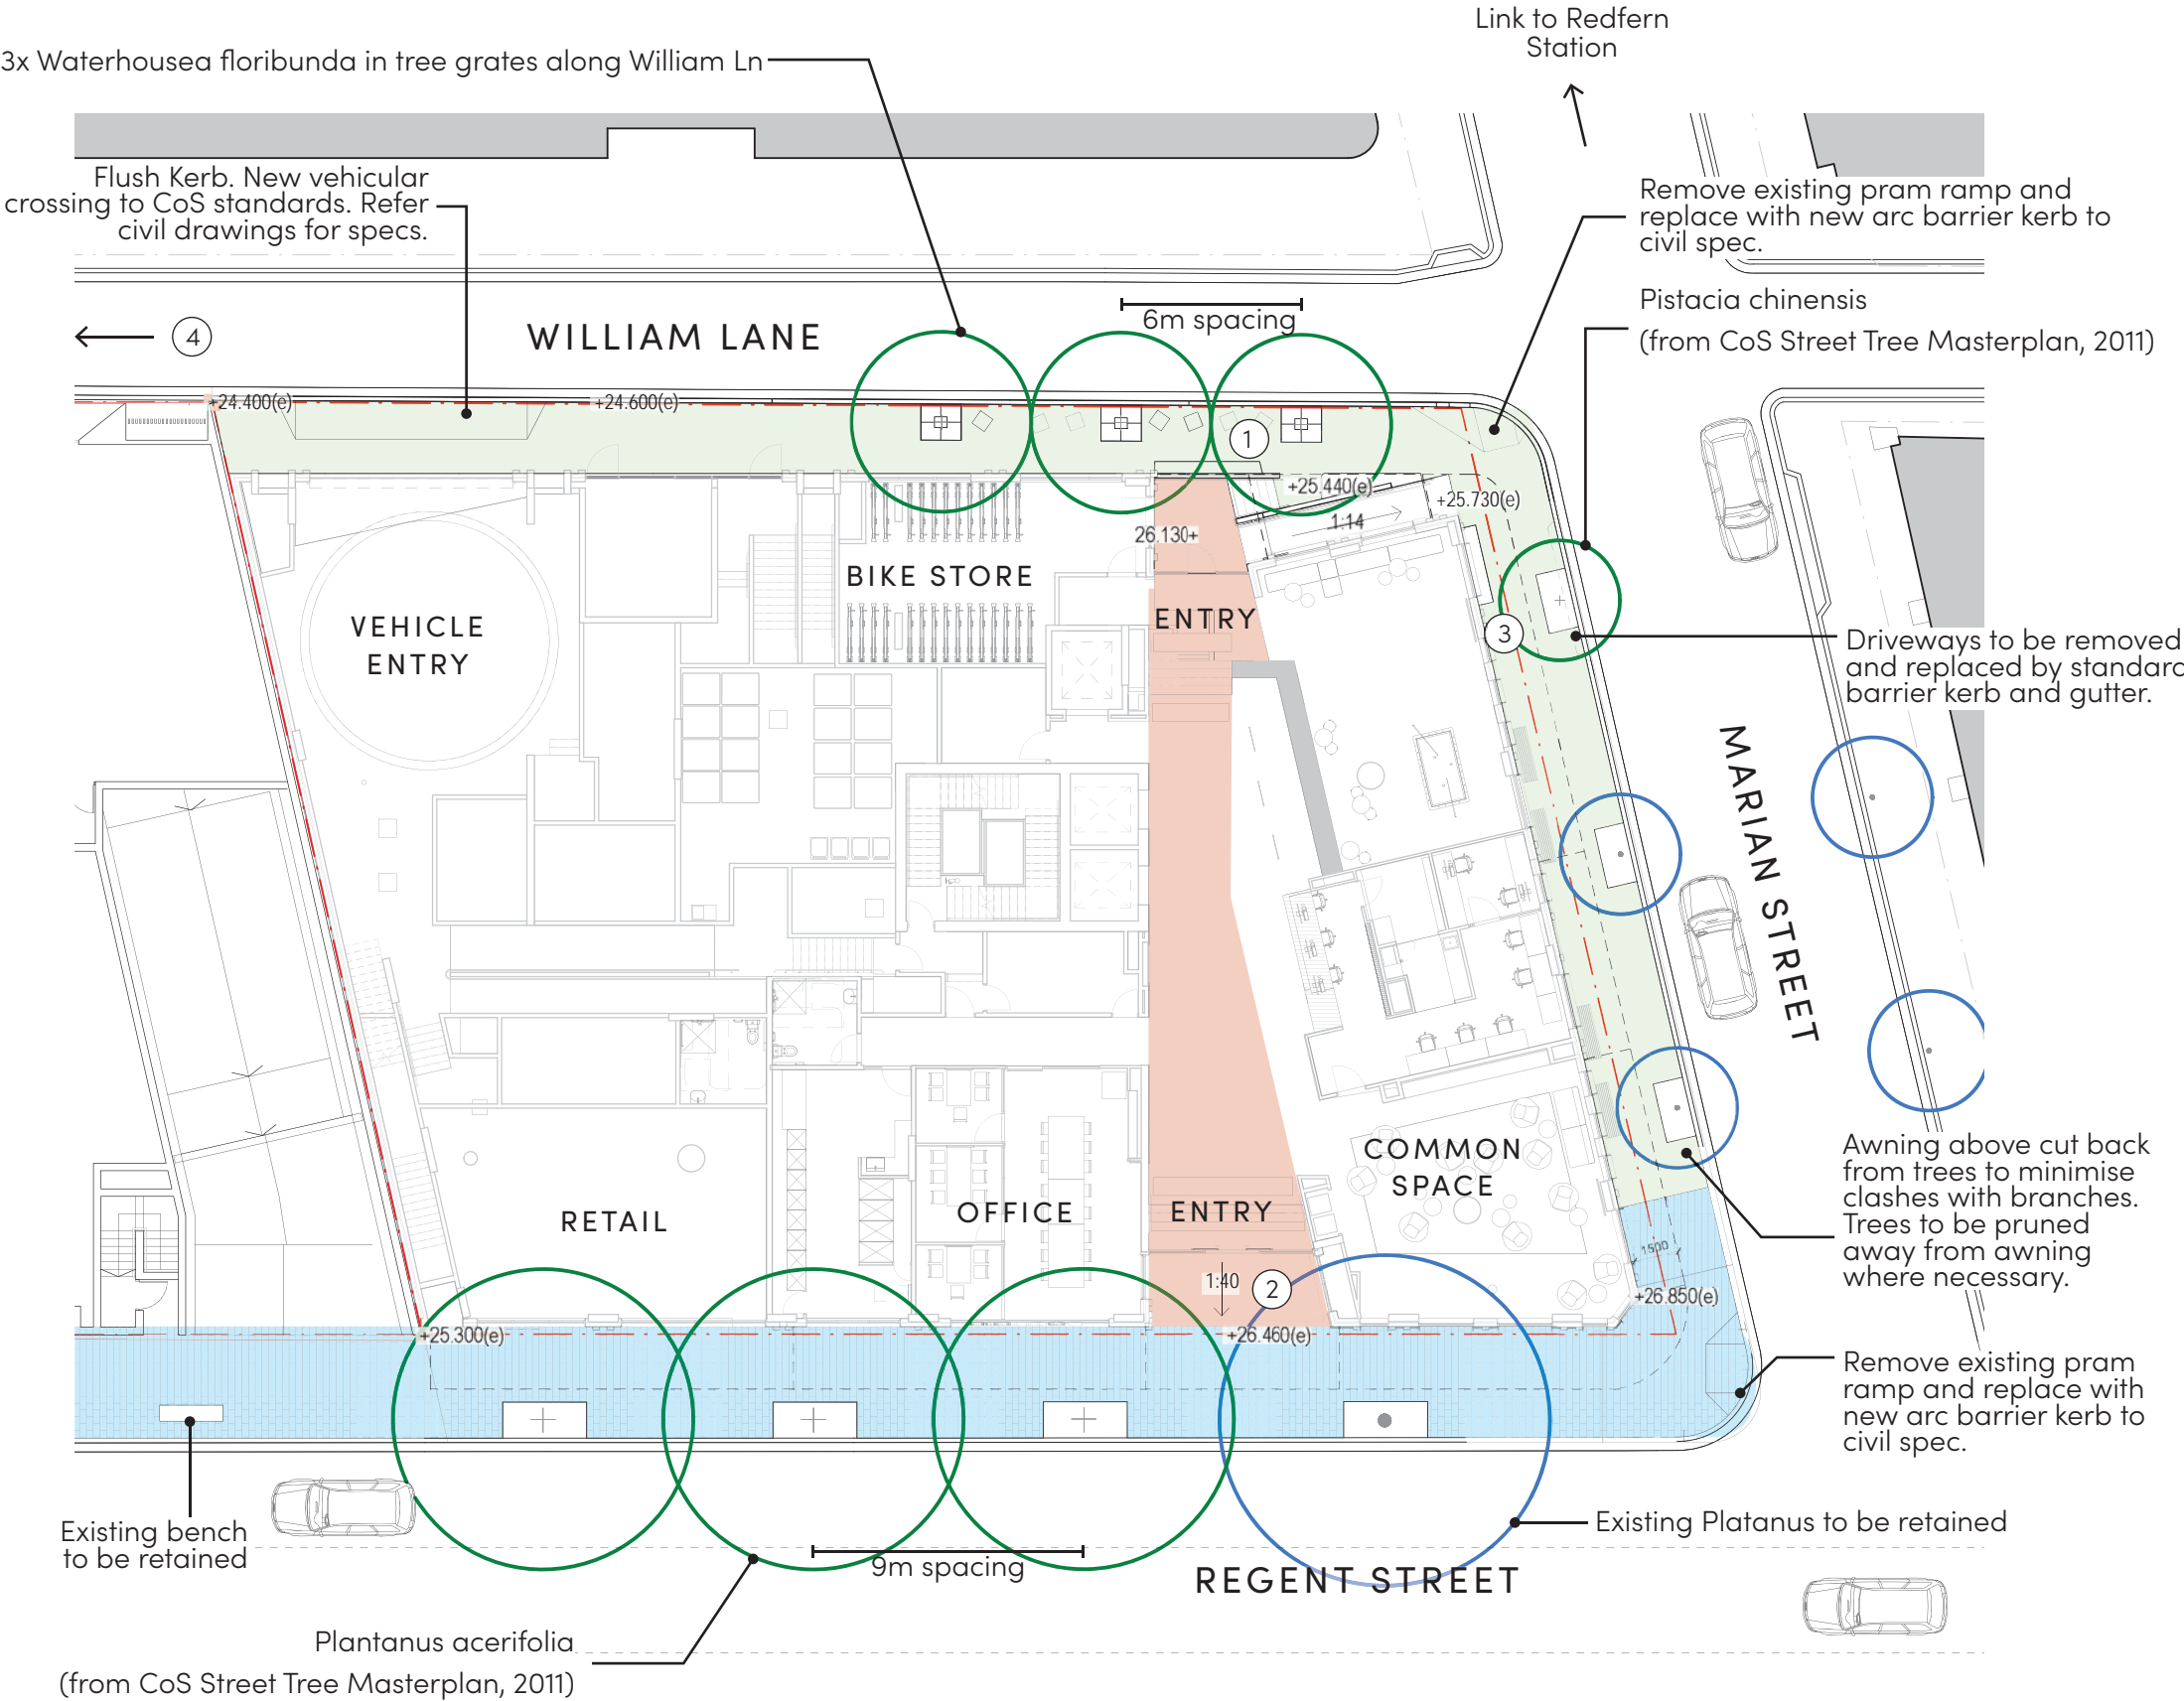 Link to Redfern
Station
3x Waterhousea floribunda in tree grates along William Ln
Flush Kerb. New vehicular
crossing to CoS standards. Refer
civil drawings for specs.
Remove existing pram ramp and
replace with new arc barrier kerb to
civil spec.
Pistacia chinensis
(from CoS Street Tree Masterplan, 2011)
6m spacing
4
WILLIAM LANE
+24.400(e)
+24.600(e)
1
+25.440(e)
+25.730(e)
1:14
26.130+
BIKE STORE
ENTRY
VEHICLE
ENTRY
3
Driveways to be removed
and replaced by standard
barrier kerb and gutter.
MARIAN STREET
Awning above cut back
from trees to minimise
clashes with branches.
Trees to be pruned
away from awning
where necessary.
COMMON
SPACE
RETAIL
OFFICE
ENTRY
1500
1:40
2
+26.850(e)
+25.300(e)
+26.460(e)
Remove existing pram
ramp and replace with
new arc barrier kerb to
civil spec.
Existing bench
to be retained
Existing Platanus to be retained
9m spacing
REGENT STREET
Plantanus acerifolia
(from CoS Street Tree Masterplan, 2011)